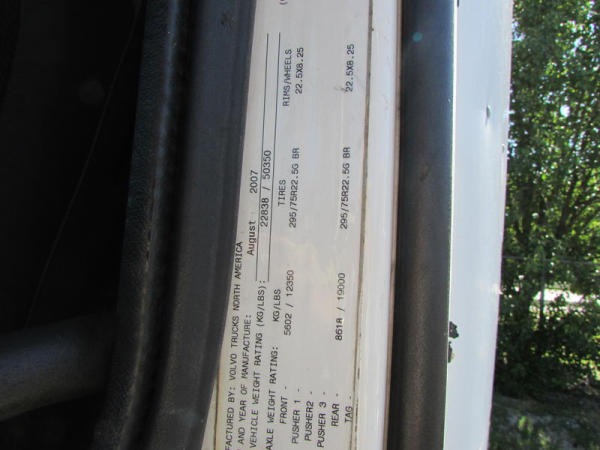 FACTURED BY: VOLVO TRUCKS NORTH AMERICA
AND YEAR OF MANUFACTURE: August 2007
VEHICLE WEIGHT RATING (KG/LBS): 22838 / 50350
AXLE WEIGHT RATING: KG/LBS TIRES RIMS/WHEELS
FRONT - 5602 / 12350 295/75R22.5G BR 22.5X8.25
PUSHER 1 -
PUSHER2 -
PUSHER 3 -
REAR - 8618 / 19000 295/75R22.5G BR 22.5X8.25
TAG -